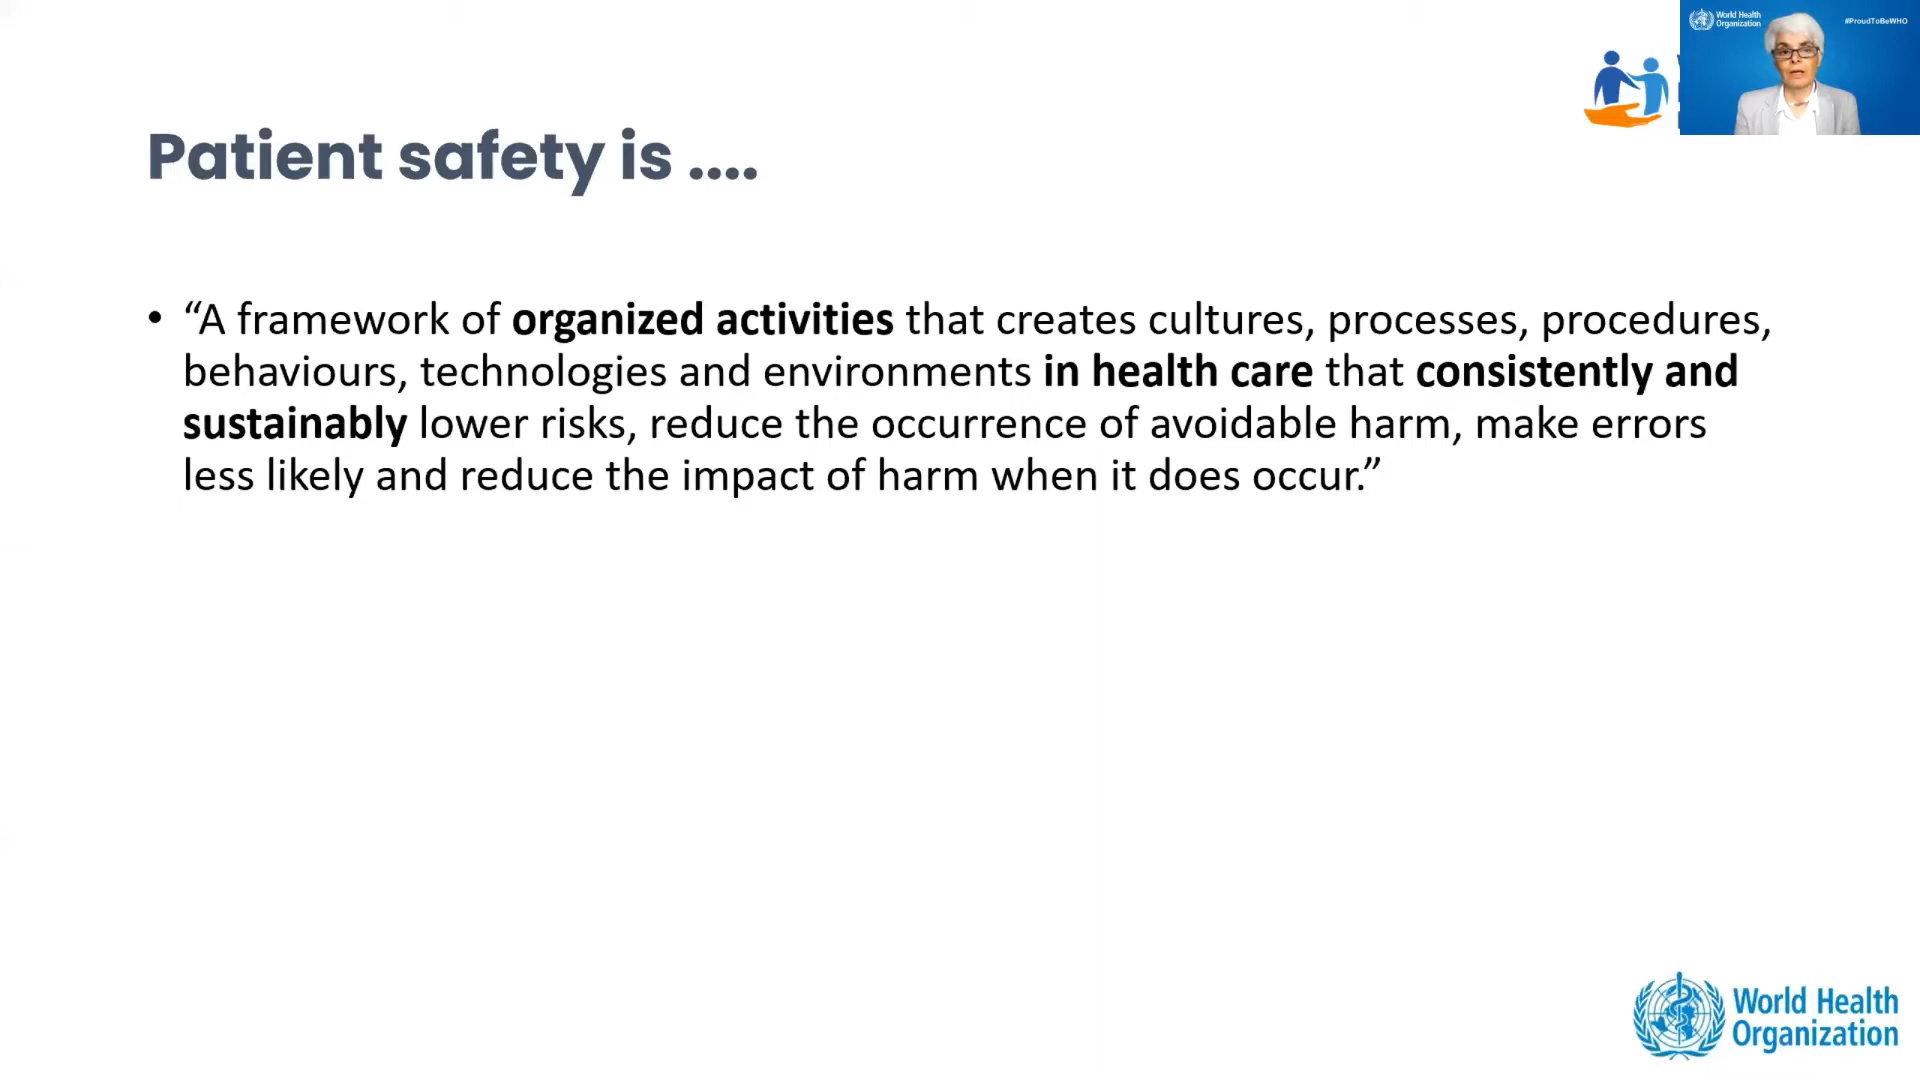 World Health
Organization
#ProudToBeWHO
Patient safety is ....
• “A framework of organized activities that creates cultures, processes, procedures,
behaviours, technologies and environments in health care that consistently and
sustainably lower risks, reduce the occurrence of avoidable harm, make errors
less likely and reduce the impact of harm when it does occur.”
World Health
Organization